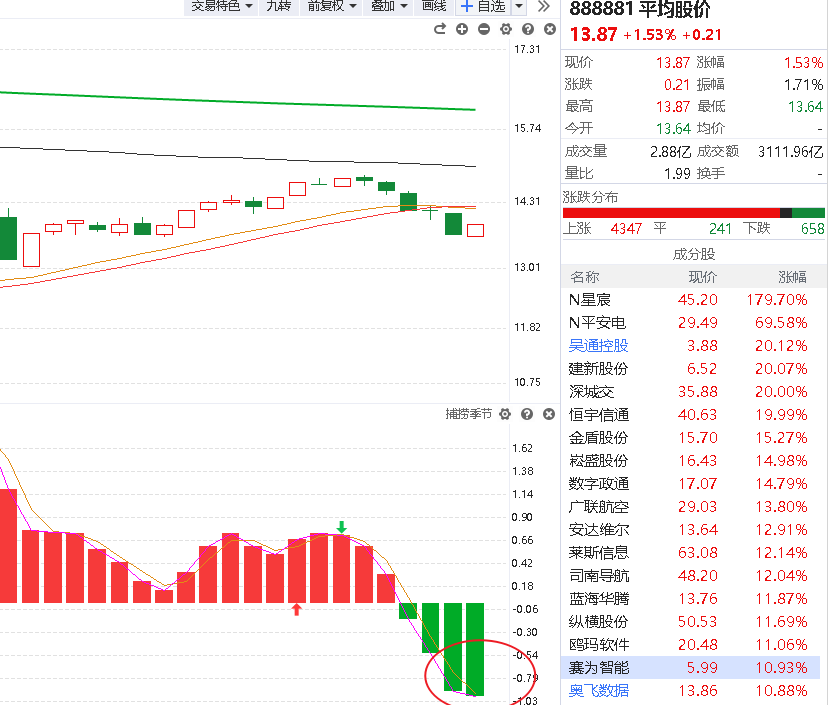 交易特色 九转 前复权 叠加 画线 + 自选
888881 平均股价
13.87 +1.53% +0.21
现价 13.87 涨幅 1.53%
涨跌 0.21 振幅 1.71%
最高 13.87 最低 13.64
今开 13.64 均价 -
成交量 2.88亿 成交额 3111.96亿
量比 1.99 换手 -
涨跌分布
上涨 4347 平 241 下跌 658
成分股
名称 现价 涨幅
N星宸 45.20 179.70%
N平安电 29.49 69.58%
吴通控股 3.88 20.12%
建新股份 6.52 20.07%
深城交 35.88 20.00%
恒宇信通 40.63 19.99%
金盾股份 15.70 15.27%
崧盛股份 16.43 14.98%
数字政通 17.07 14.79%
广联航空 29.03 13.80%
安达维尔 13.64 12.91%
莱斯信息 63.08 12.14%
司南导航 48.20 12.04%
蓝海华腾 13.76 11.87%
纵横股份 50.53 11.69%
鸥玛软件 20.48 11.06%
赛为智能 5.99 10.93%
奥飞数据 13.86 10.88%
17.31
15.74
14.31
13.01
11.82
10.75
捕捞季节
1.62
1.38
1.14
0.90
0.66
0.42
0.18
-0.06
-0.30
-0.54
-0.79
-1.03